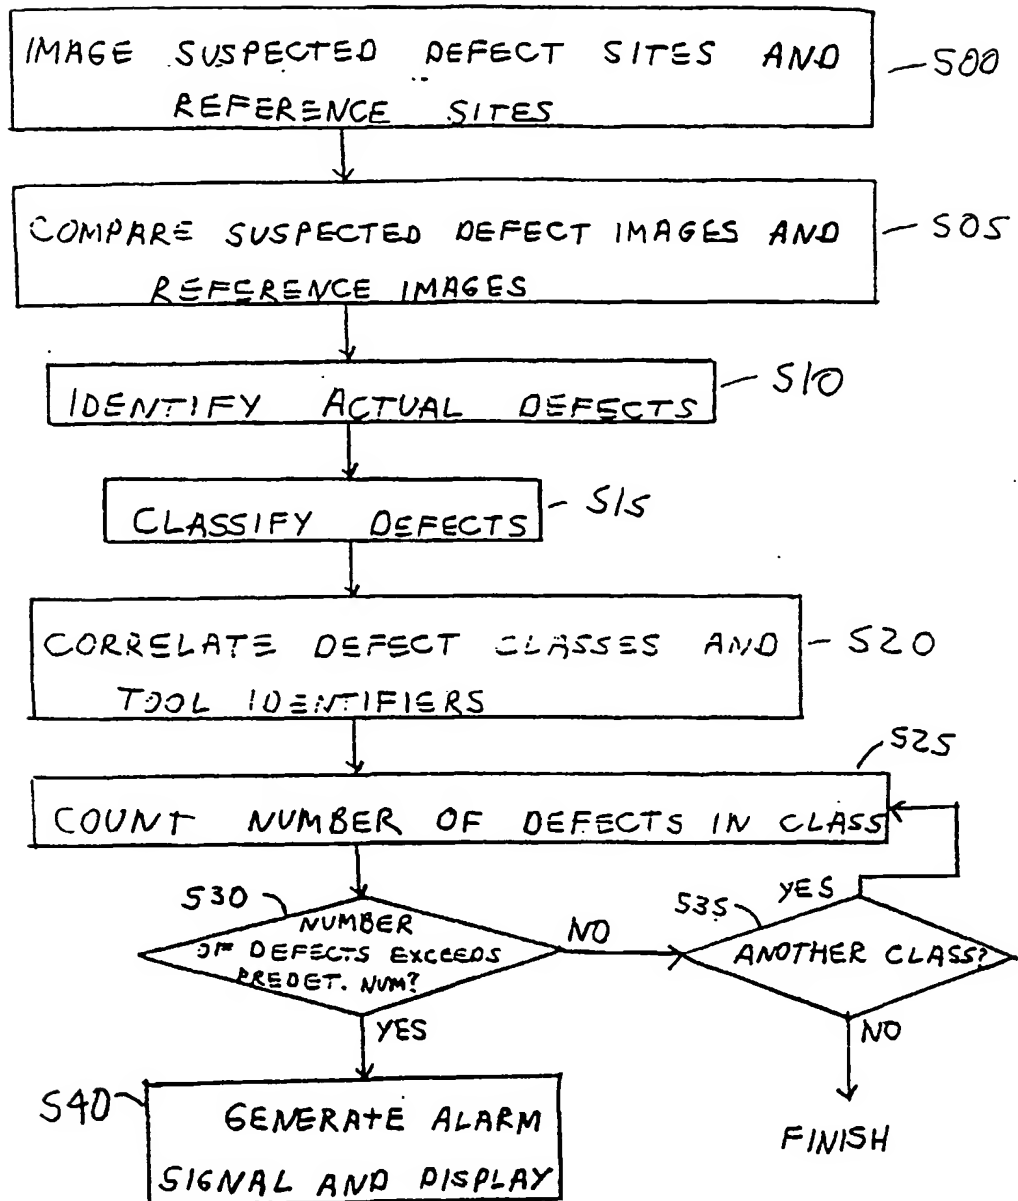 IMAGE SUSPECTED DEFECT SITES AND
REFERENCE SITES
500
COMPARE SUSPECTED DEFECT IMAGES AND
REFERENCE IMAGES
505
IDENTIFY ACTUAL DEFECTS
510
CLASSIFY DEFECTS
515
CORRELATE DEFECT CLASSES AND
TOOL IDENTIFIERS
520
525
COUNT NUMBER OF DEFECTS IN CLASS
530
NUMBER
OF DEFECTS EXCEEDS
PREDET. NUM?
NO
YES
535
YES
ANOTHER CLASS?
NO
FINISH
540
GENERATE ALARM
SIGNAL AND DISPLAY